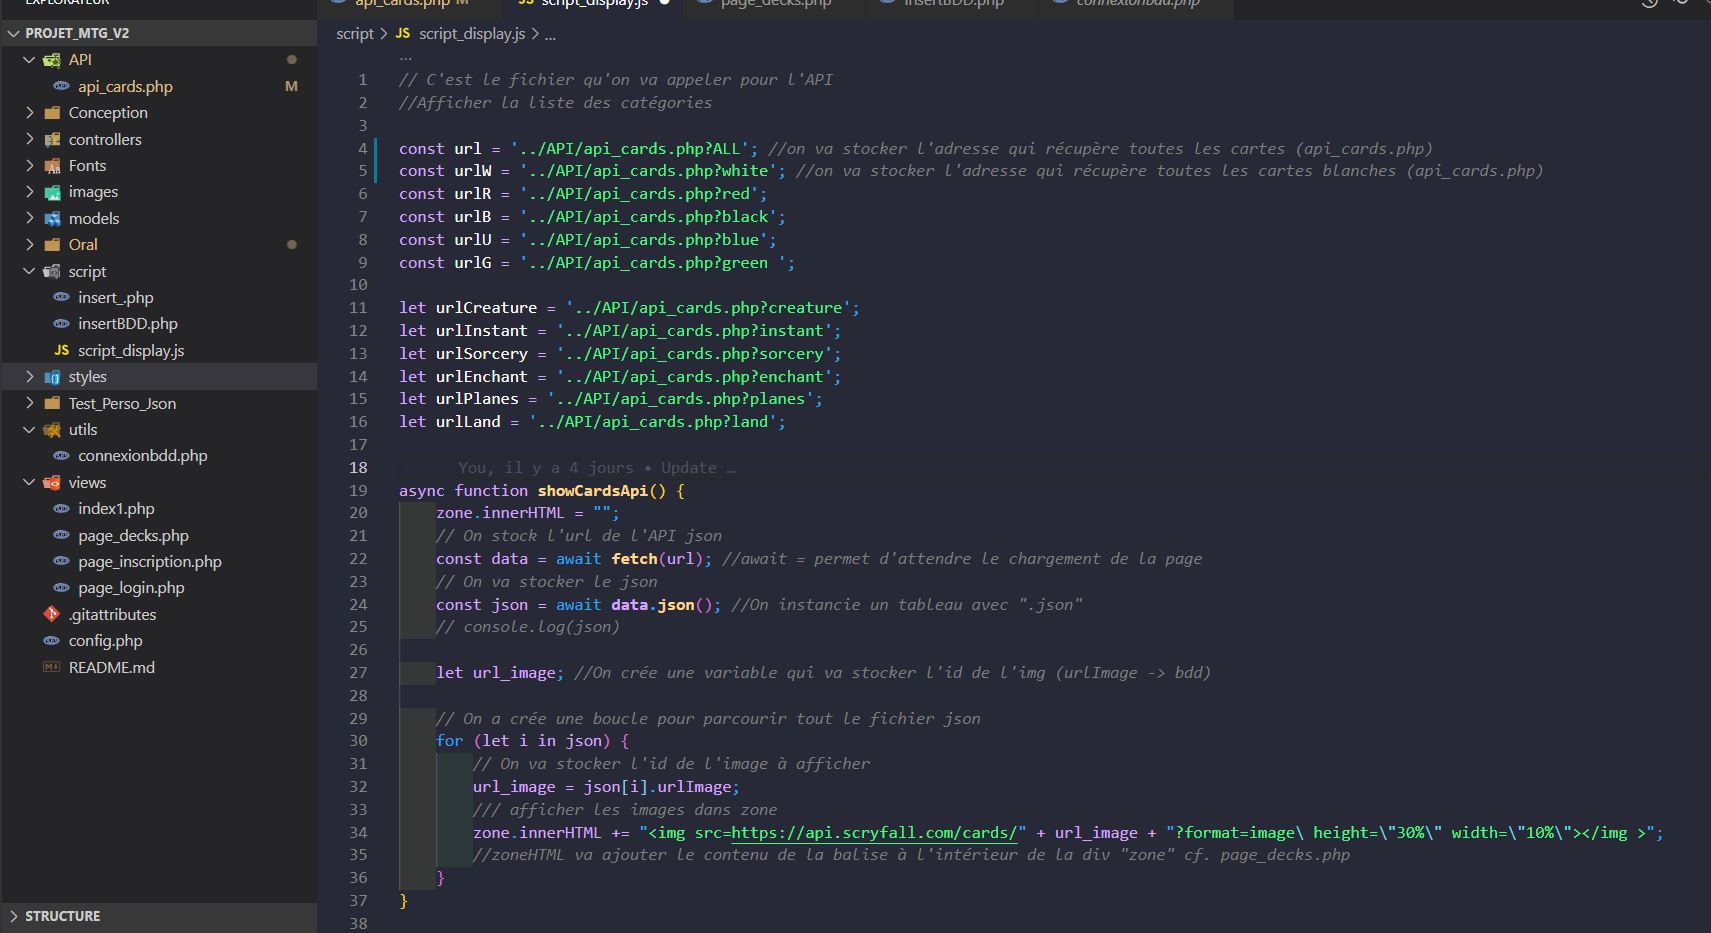 EXPLORATEUR
PROJET_MTG_V2
API
api_cards.php M
Conception
controllers
Fonts
images
models
Oral
script
insert_.php
insertBDD.php
JS script_display.js
styles
Test_Perso_Json
utils
connexionbdd.php
views
index1.php
page_decks.php
page_inscription.php
page_login.php
.gitattributes
config.php
README.md
STRUCTURE
api_cards.php M JS script_display.js page_decks.php insertBDD.php connexionbdd.php
script > JS script_display.js > ...
...
1 // C'est le fichier qu'on va appeler pour l'API
2 //Afficher la liste des catégories
3
4 const url = '../API/api_cards.php?ALL'; //on va stocker l'adresse qui récupère toutes les cartes (api_cards.php)
5 const urlW = '../API/api_cards.php?white'; //on va stocker l'adresse qui récupère toutes les cartes blanches (api_cards.php)
6 const urlR = '../API/api_cards.php?red';
7 const urlB = '../API/api_cards.php?black';
8 const urlU = '../API/api_cards.php?blue';
9 const urlG = '../API/api_cards.php?green ';
10
11 let urlCreature = '../API/api_cards.php?creature';
12 let urlInstant = '../API/api_cards.php?instant';
13 let urlSorcery = '../API/api_cards.php?sorcery';
14 let urlEnchant = '../API/api_cards.php?enchant';
15 let urlPlanes = '../API/api_cards.php?planes';
16 let urlLand = '../API/api_cards.php?land';
17
18 You, il y a 4 jours • Update …
19 async function showCardsApi() {
20 zone.innerHTML = "";
21 // On stock l'url de l'API json
22 const data = await fetch(url); //await = permet d'attendre le chargement de la page
23 // On va stocker le json
24 const json = await data.json(); //On instancie un tableau avec ".json"
25 // console.log(json)
26
27 let url_image; //On crée une variable qui va stocker l'id de l'img (urlImage -> bdd)
28
29 // On a crée une boucle pour parcourir tout le fichier json
30 for (let i in json) {
31 // On va stocker l'id de l'image à afficher
32 url_image = json[i].urlImage;
33 /// afficher les images dans zone
34 zone.innerHTML += "<img src=https://api.scryfall.com/cards/" + url_image + "?format=image\ height=\"30%\" width=\"10%\"></img >";
35 //zoneHTML va ajouter le contenu de la balise à l'intérieur de la div "zone" cf. page_decks.php
36 }
37 }
38